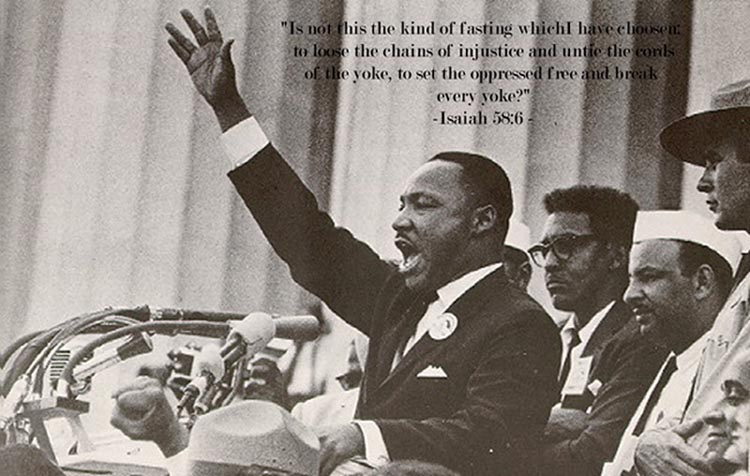 "Is not this the kind of fasting whichI have choosen:
to loose the chains of injustice and untie the cords
of the yoke, to set the oppressed free and break
every yoke?"
-Isaiah 58:6 -